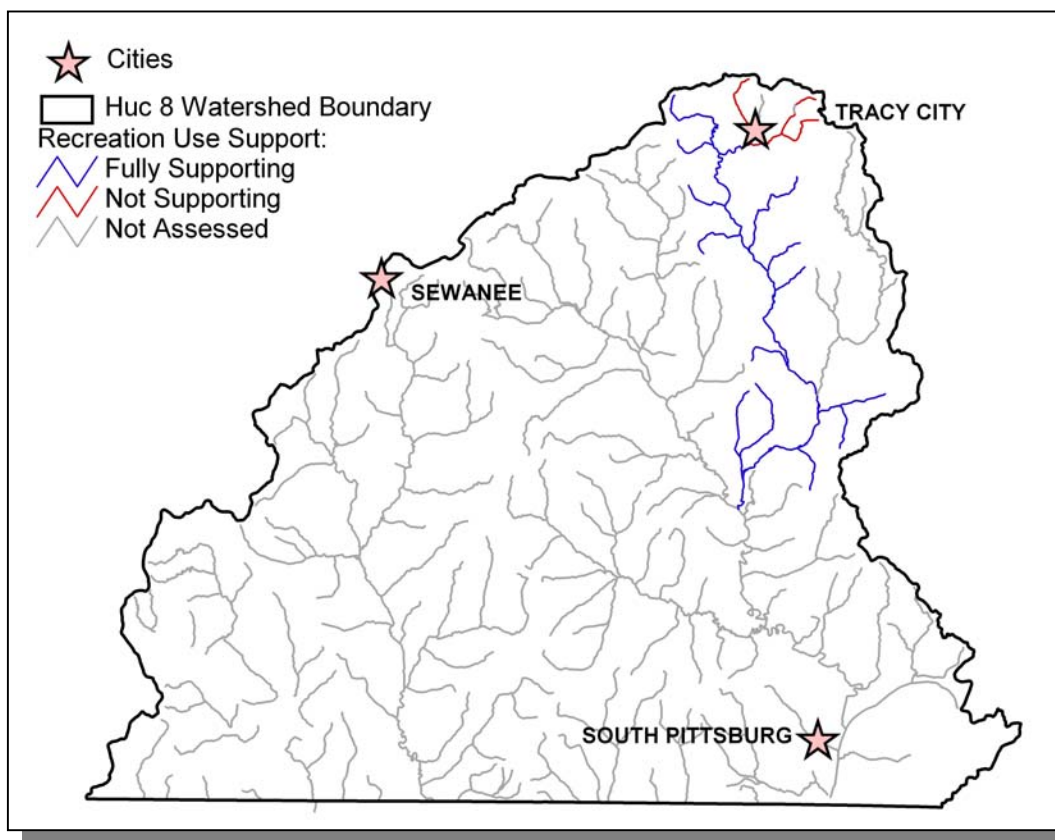 Cities
Huc 8 Watershed Boundary
Recreation Use Support:
Fully Supporting
Not Supporting
Not Assessed
TRACY CITY
SEWANEE
SOUTH PITTSBURG